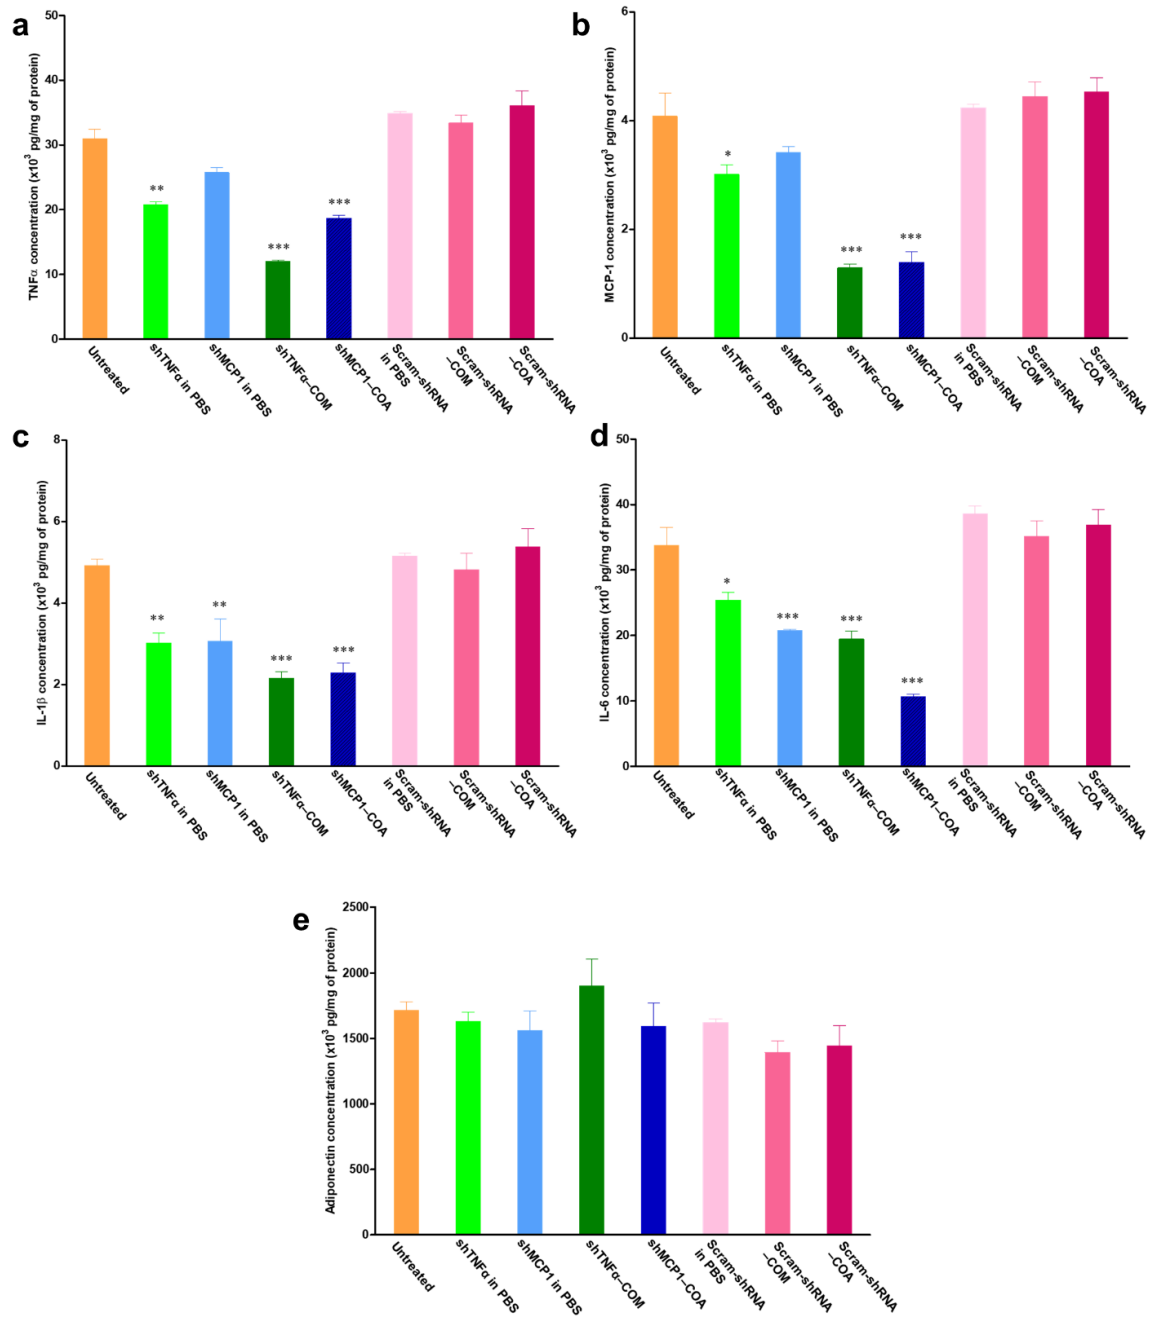 a
TNFα concentration (x10³ pg/mg of protein)
50
40
30
20
10
0
**
***
***
Untreated
shTNFα in PBS
shMCP1 in PBS
shTNFα–COM
shMCP1–COA
Scram-shRNA
in PBS
Scram-shRNA
–COM
Scram-shRNA
–COA
b
MCP-1 concentration (x10³ pg/mg of protein)
6
4
2
0
*
***
***
Untreated
shTNFα in PBS
shMCP1 in PBS
shTNFα–COM
shMCP1–COA
Scram-shRNA
in PBS
Scram-shRNA
–COM
Scram-shRNA
–COA
c
IL-1β concentration (x10³ pg/mg of protein)
8
6
4
2
0
**
**
***
***
Untreated
shTNFα in PBS
shMCP1 in PBS
shTNFα–COM
shMCP1–COA
Scram-shRNA
in PBS
Scram-shRNA
–COM
Scram-shRNA
–COA
d
IL-6 concentration (x10³ pg/mg of protein)
50
40
30
20
10
0
*
***
***
***
Untreated
shTNFα in PBS
shMCP1 in PBS
shTNFα–COM
shMCP1–COA
Scram-shRNA
in PBS
Scram-shRNA
–COM
Scram-shRNA
–COA
e
Adiponectin concentration (x10³ pg/mg of protein)
2500
2000
1500
1000
500
0
Untreated
shTNFα in PBS
shMCP1 in PBS
shTNFα–COM
shMCP1–COA
Scram-shRNA
in PBS
Scram-shRNA
–COM
Scram-shRNA
–COA